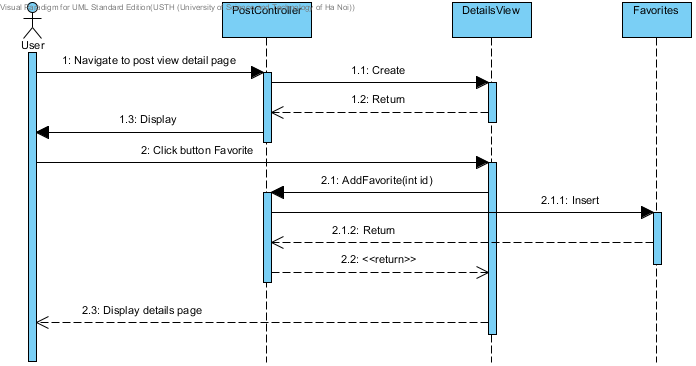 Visual Paradigm for UML Standard Edition(USTH (University of Science and Technology of Ha Noi))
PostController
DetailsView
Favorites
User
1: Navigate to post view detail page
1.1: Create
1.2: Return
1.3: Display
2: Click button Favorite
2.1: AddFavorite(int id)
2.1.1: Insert
2.1.2: Return
2.2: <<return>>
2.3: Display details page